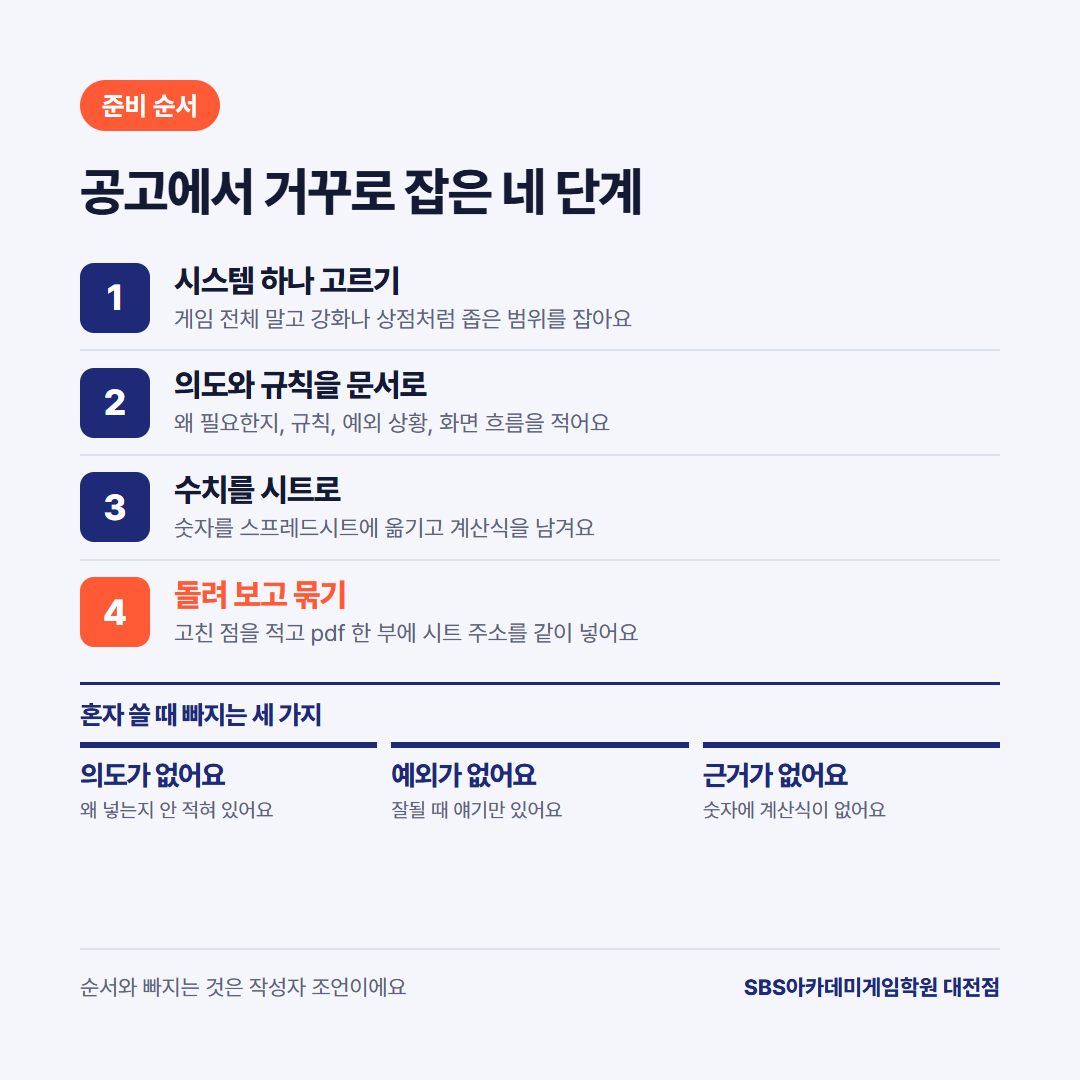 준비 순서
공고에서 거꾸로 잡은 네 단계
1
시스템 하나 고르기
게임 전체 말고 강화나 상점처럼 좁은 범위를 잡아요
2
의도와 규칙을 문서로
왜 필요한지, 규칙, 예외 상황, 화면 흐름을 적어요
3
수치를 시트로
숫자를 스프레드시트에 옮기고 계산식을 남겨요
4
돌려 보고 묶기
고친 점을 적고 pdf 한 부에 시트 주소를 같이 넣어요
혼자 쓸 때 빠지는 세 가지
의도가 없어요
왜 넣는지 안 적혀 있어요
예외가 없어요
잘될 때 얘기만 있어요
근거가 없어요
숫자에 계산식이 없어요
순서와 빠지는 것은 작성자 조언이에요
SBS아카데미게임학원 대전점